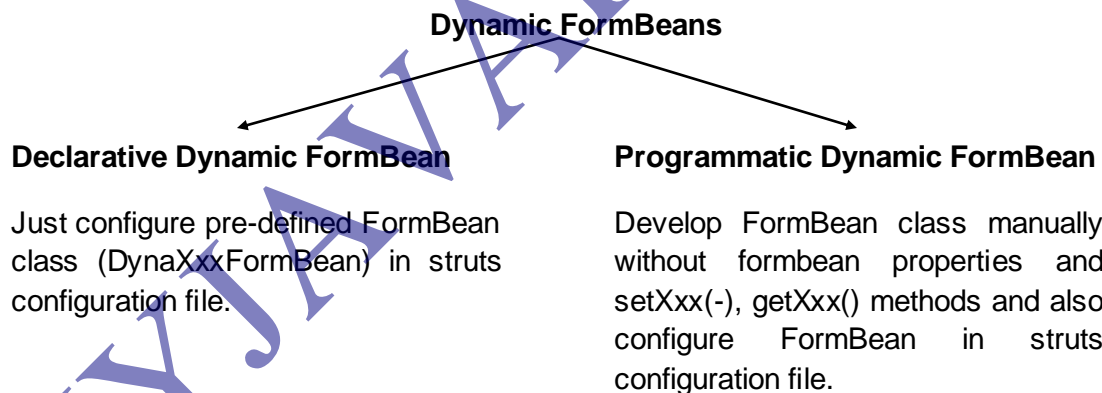 Dynamic FormBeans
Declarative Dynamic FormBean
Just configure pre-defined FormBean
class (DynaXxxFormBean) in struts
configuration file.
Programmatic Dynamic FormBean
Develop FormBean class manually
without formbean properties and
setXxx(-), getXxx() methods and also
configure FormBean in struts
configuration file.
YJAVA